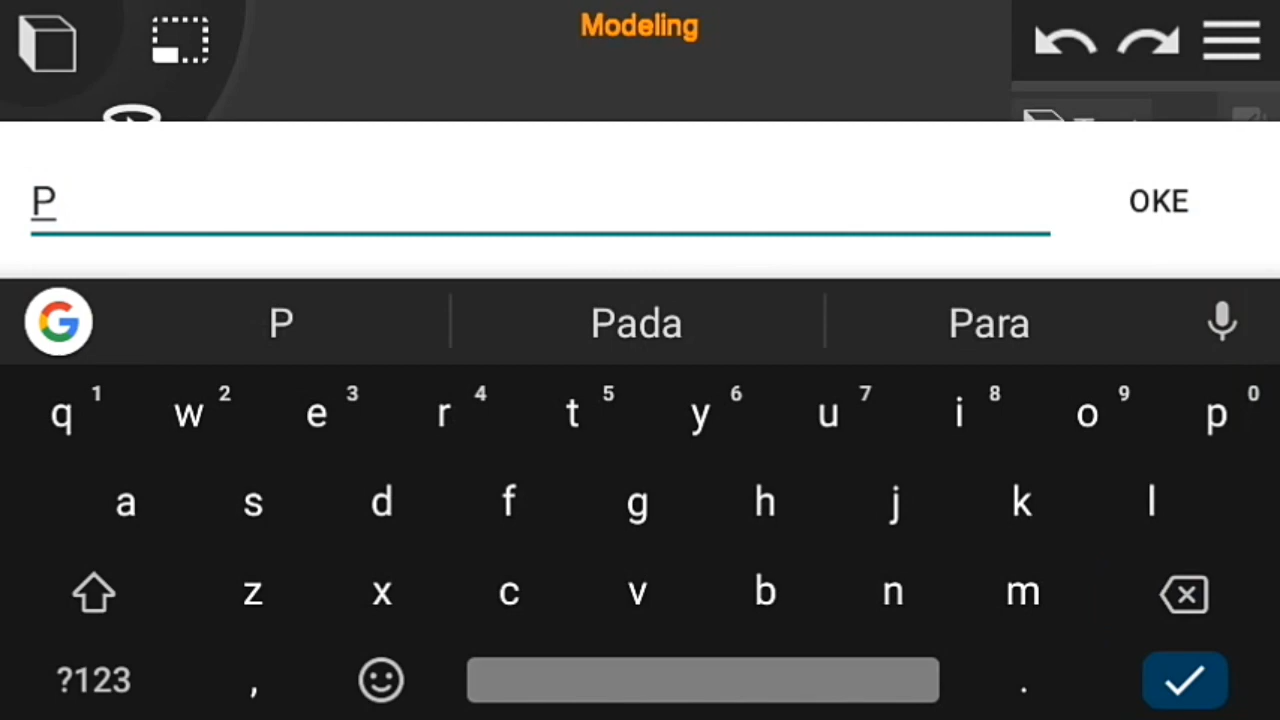 Modeling
P
OKE
P Pada Para
q 1 w 2 e 3 r 4 t 5 y 6 u 7 i 8 o 9 p 0
a s d f g h j k l
z x c v b n m
?123 , .